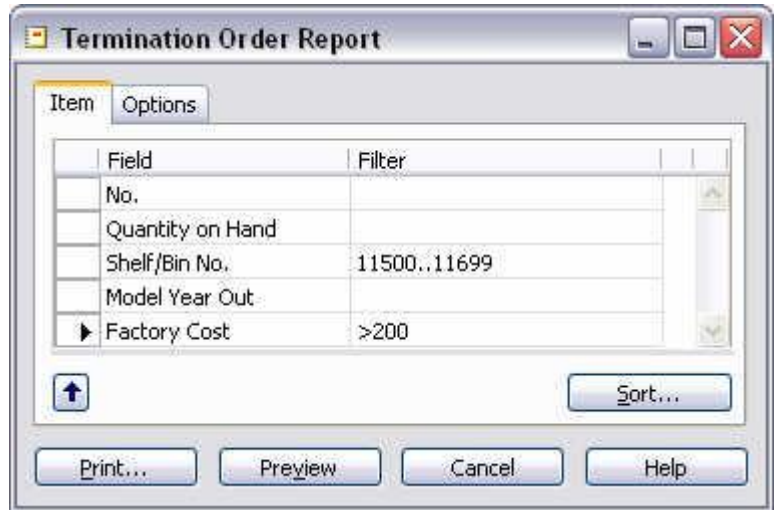 Termination Order Report
Item Options
Field Filter
No.
Quantity on Hand
Shelf/Bin No. 11500..11699
Model Year Out
Factory Cost >200
Sort...
Print... Preview Cancel Help